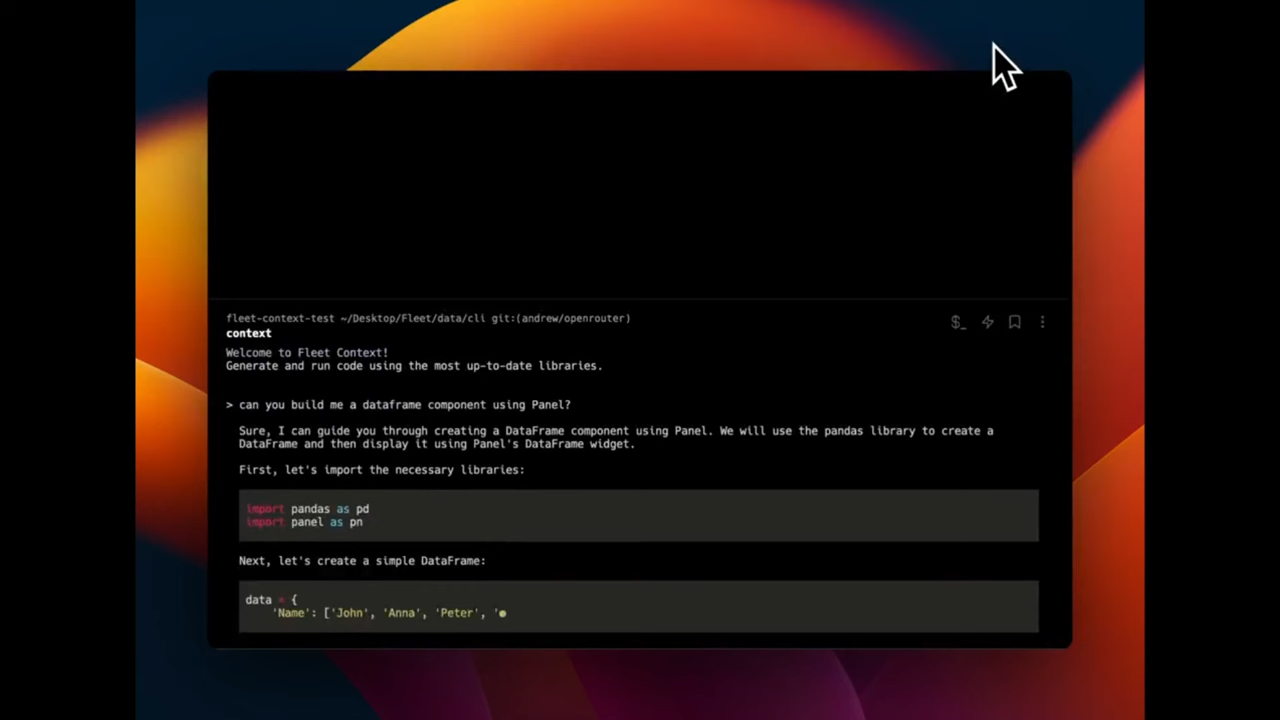 fleet-context-test ~/Desktop/Fleet/data/cli git:(andrew/openrouter)
$_
context
Welcome to Fleet Context!
Generate and run code using the most up-to-date libraries.
> can you build me a dataframe component using Panel?
Sure, I can guide you through creating a DataFrame component using Panel. We will use the pandas library to create a
DataFrame and then display it using Panel's DataFrame widget.
First, let's import the necessary libraries:
import pandas as pd
import panel as pn
Next, let's create a simple DataFrame:
data = {
'Name': ['John', 'Anna', 'Peter', '